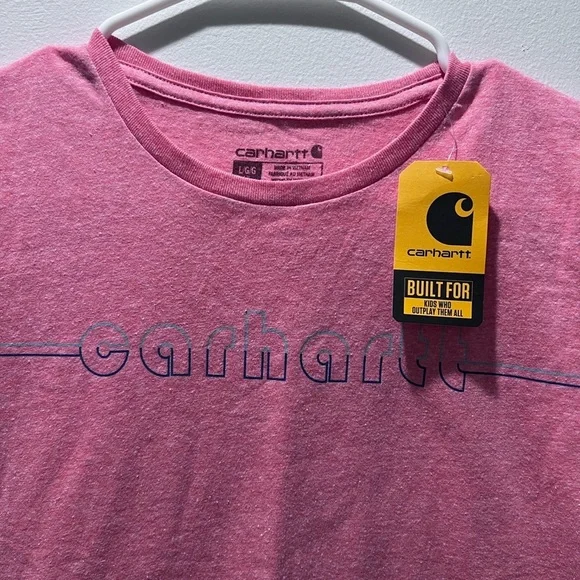 carhartt
L/G/G
MADE IN VIETNAM
carhartt
BUILT FOR
KIDS WHO
OUTPLAY THEM ALL
carhartt